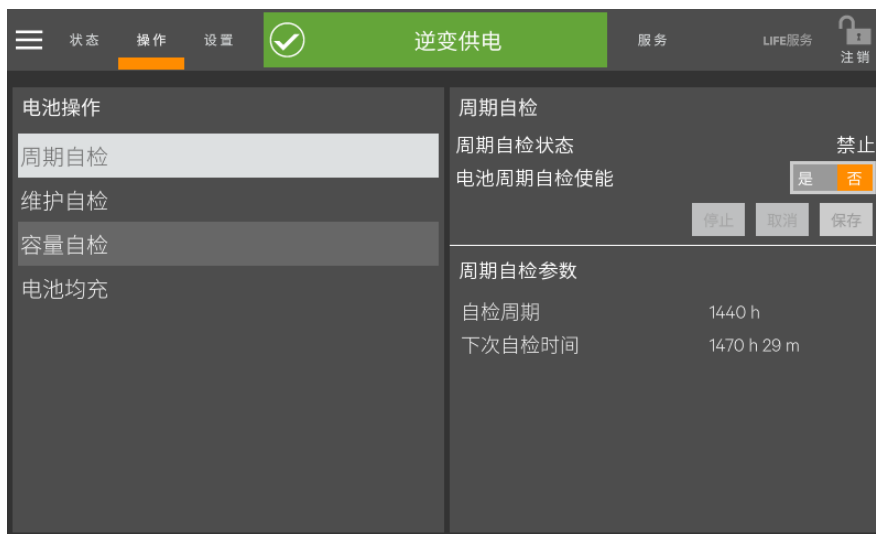 状态 操作 设置 逆变供电 服务 LIFE服务 注销
电池操作
周期自检
维护自检
容量自检
电池均充
周期自检
周期自检状态 禁止
电池周期自检使能 是 否
停止 取消 保存
周期自检参数
自检周期 1440 h
下次自检时间 1470 h 29 m